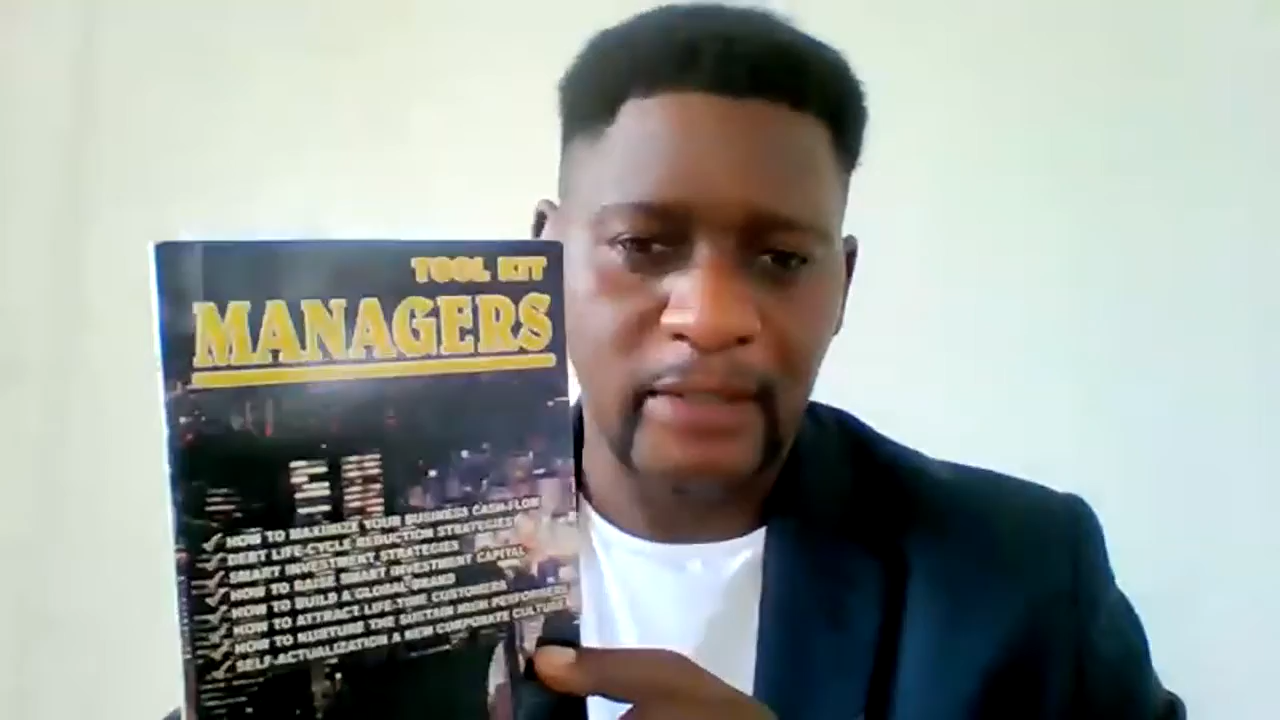 TOOL KIT
MANAGERS
HOW TO MAXIMIZE YOUR BUSINESS CASH-FLOW
DEBT LIFE-CYCLE REDUCTION STRATEGIES
SMART INVESTMENT STRATEGIES
HOW TO RAISE SMART INVESTMENT CAPITAL
HOW TO BUILD A GLOBAL BRAND
HOW TO ATTRACT LIFE-TIME CUSTOMERS
HOW TO NURTURE THE SUSTAIN HIGH PERFORMERS
SELF-ACTUALIZATION A NEW CORPORATE CULTURE